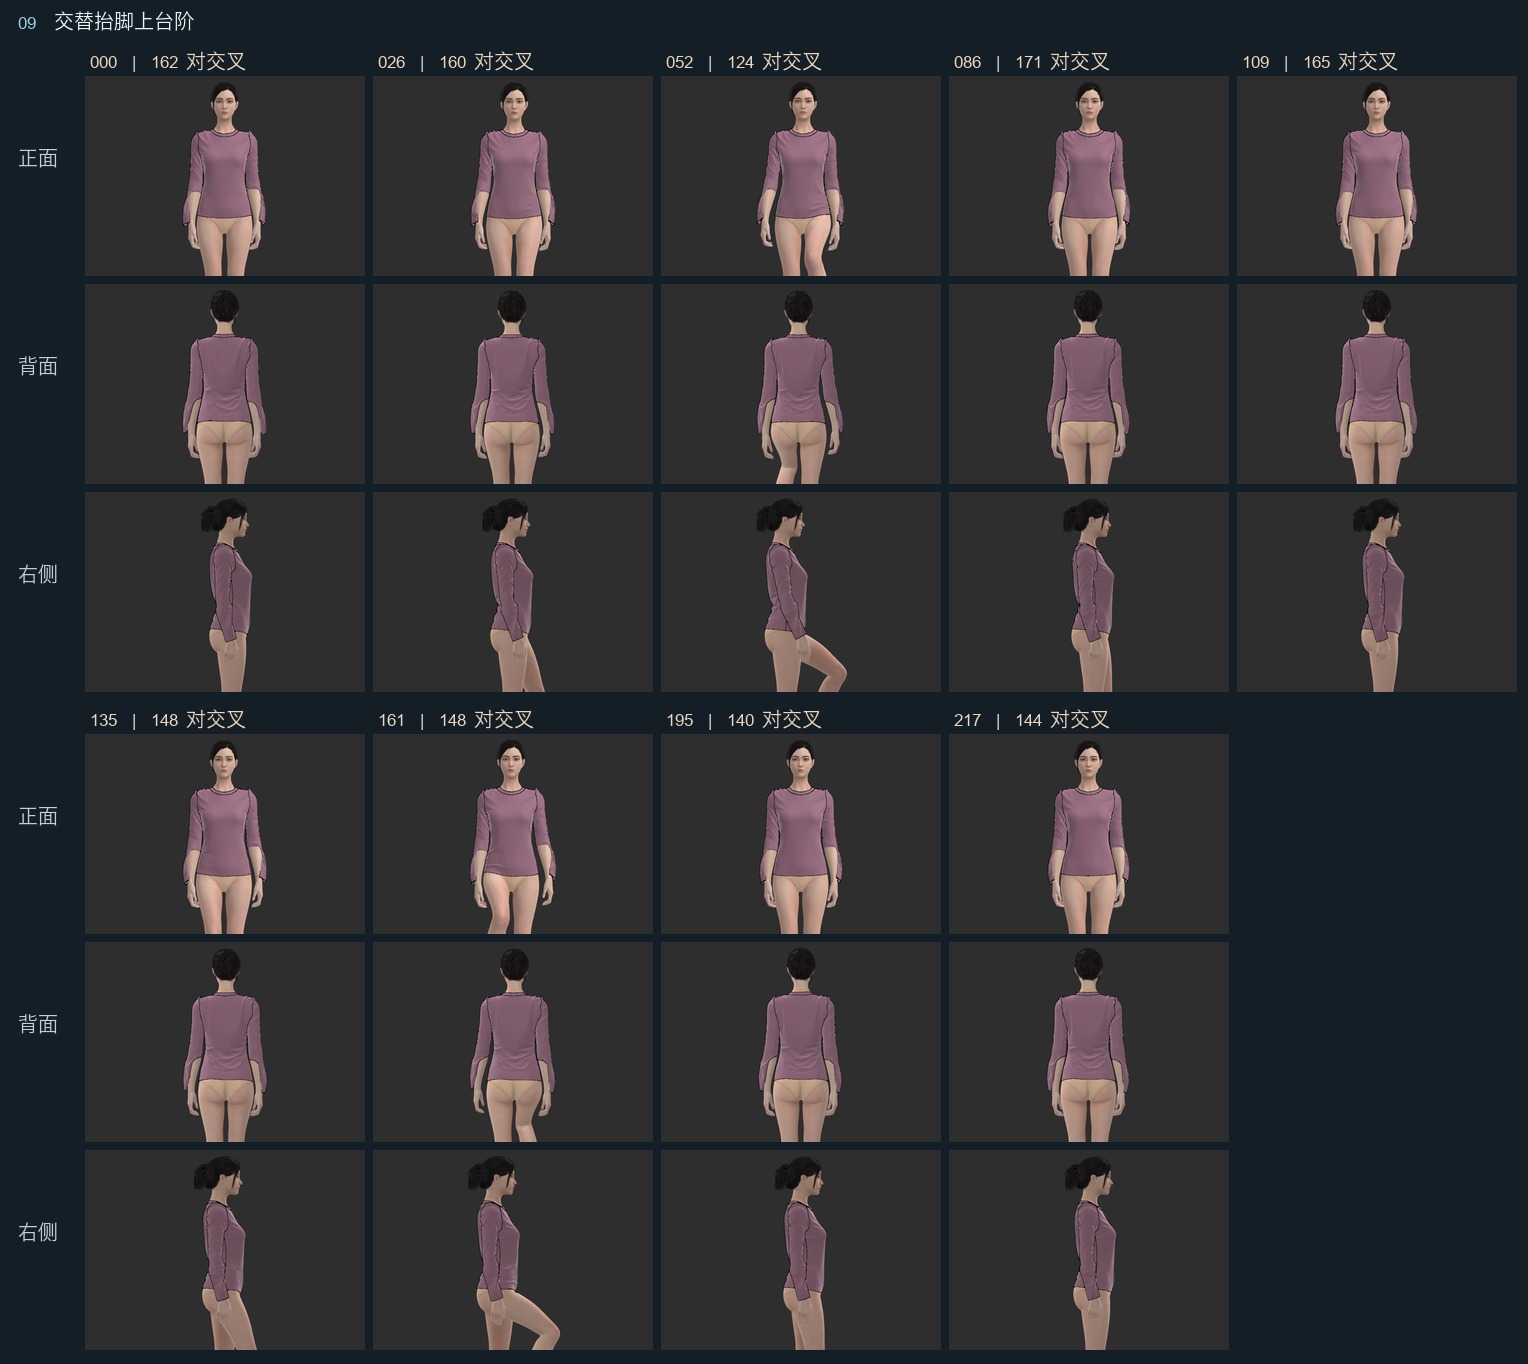 09 交替抬脚上台阶
000 | 162 对交叉
026 | 160 对交叉
052 | 124 对交叉
086 | 171 对交叉
109 | 165 对交叉
正面
背面
右侧
135 | 148 对交叉
161 | 148 对交叉
195 | 140 对交叉
217 | 144 对交叉
正面
背面
右侧